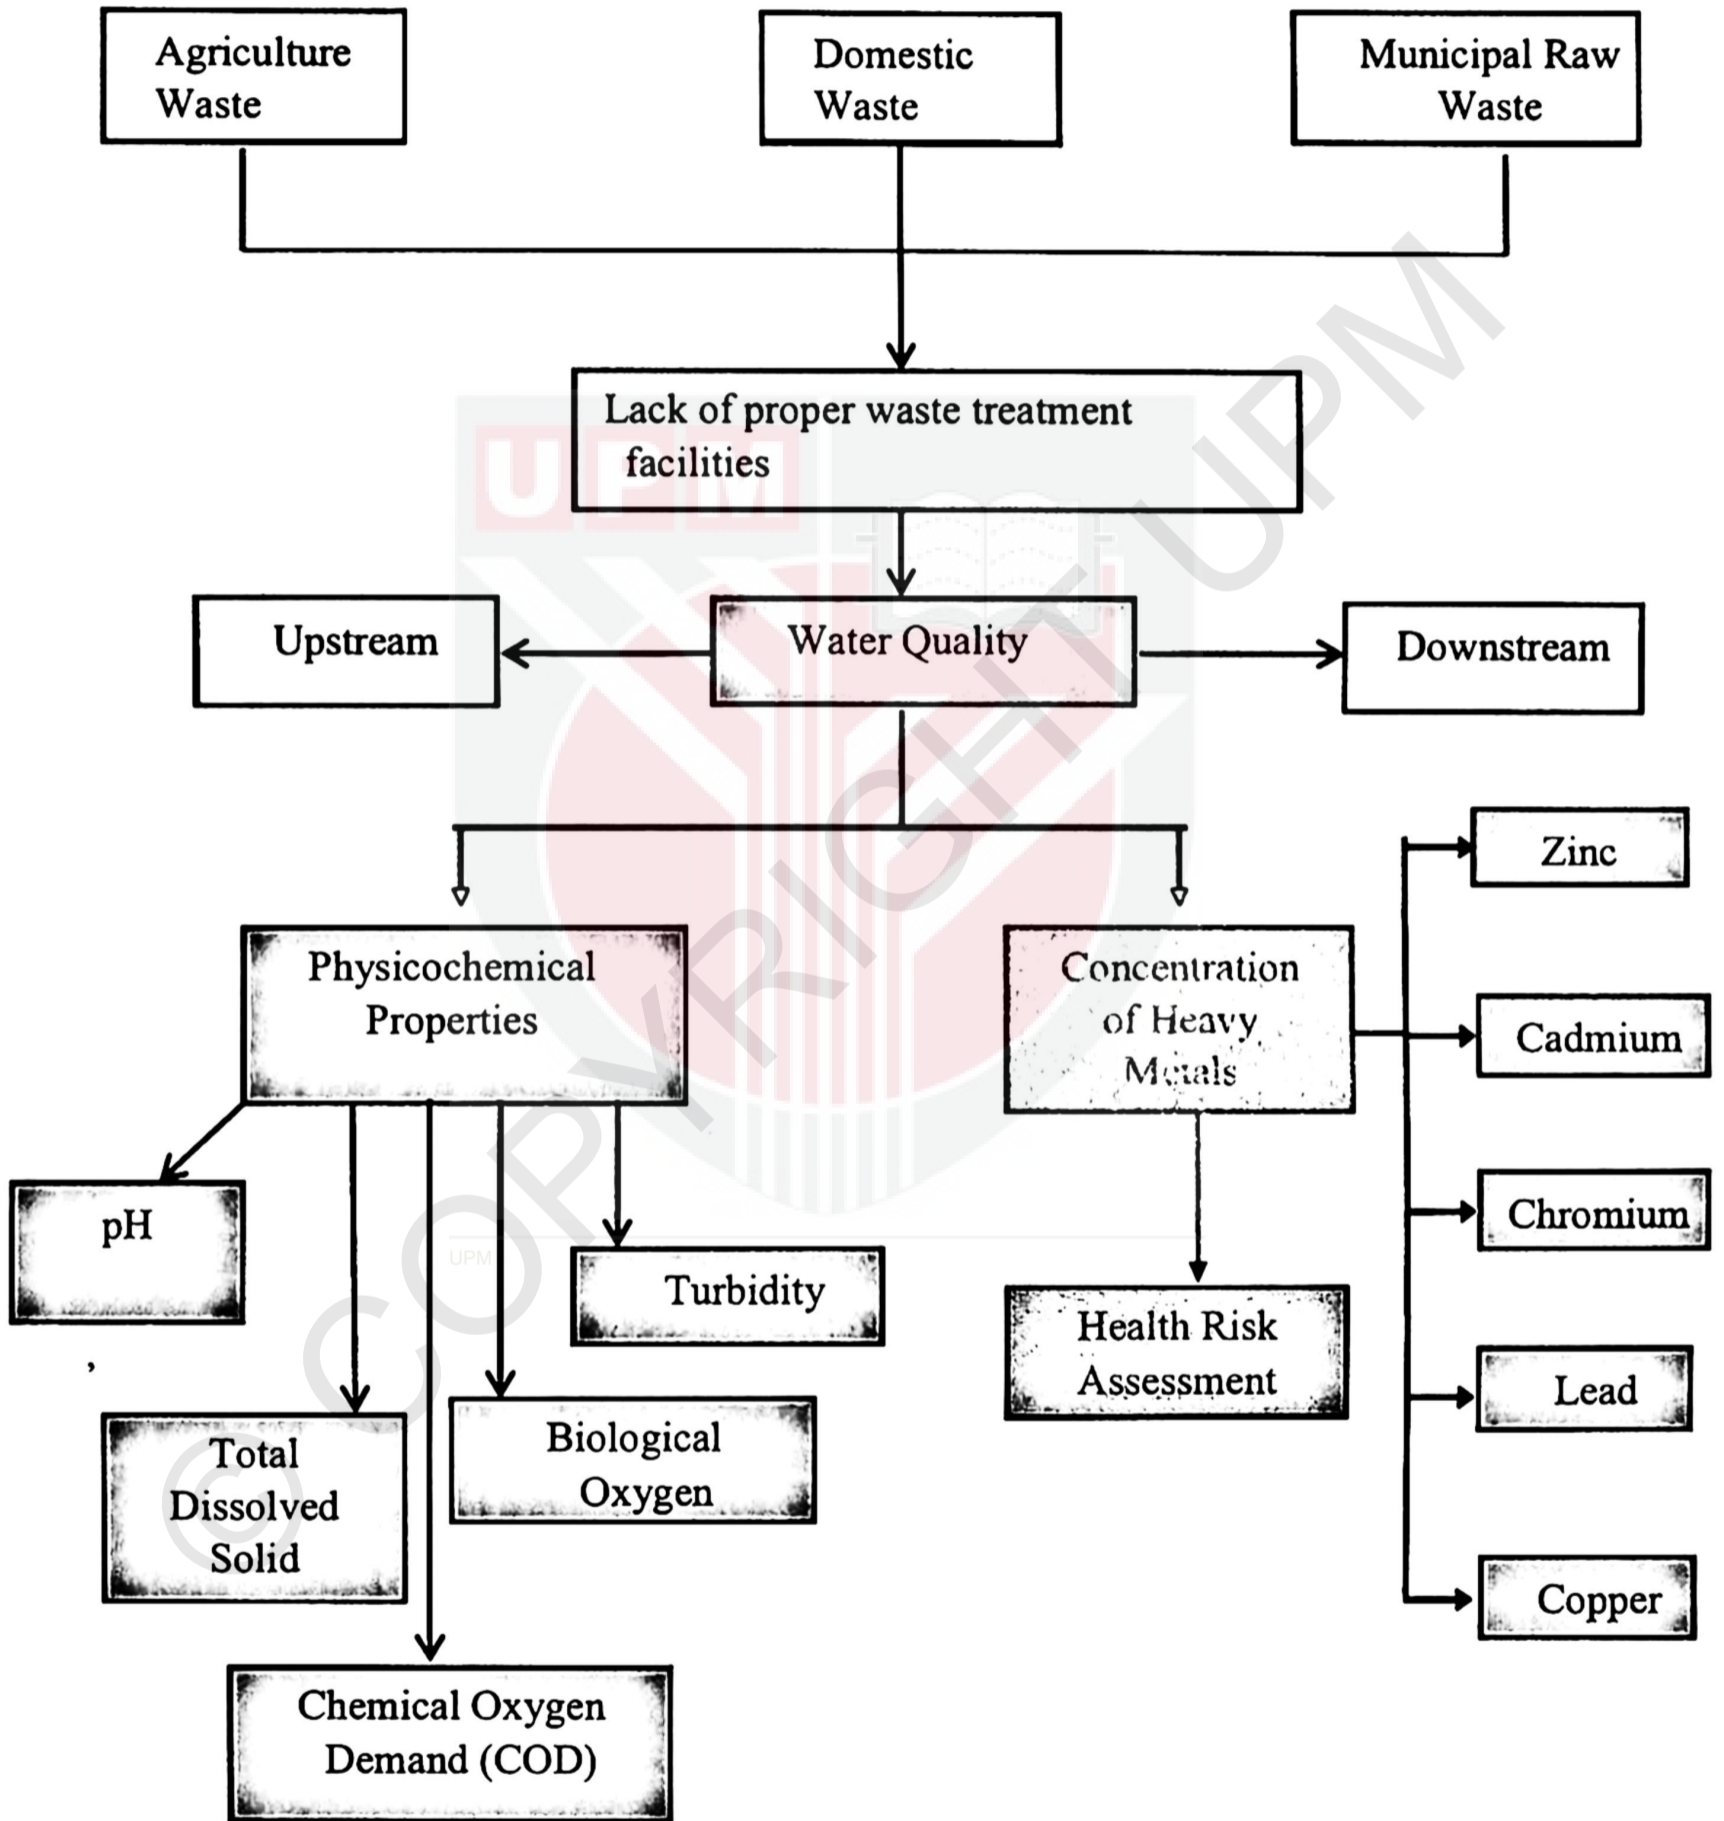 Agriculture
Waste
Domestic
Waste
Municipal Raw
Waste
Lack of proper waste treatment
facilities
UPM
Upstream
Water Quality
Downstream
Physicochemical
Properties
Concentration
of Heavy
Metals
Zinc
Cadmium
Chromium
Lead
Copper
pH
Turbidity
Health Risk
Assessment
Total
Dissolved
Solid
Biological
Oxygen
Chemical Oxygen
Demand (COD)
UPM
© COPYRIGHT UPM